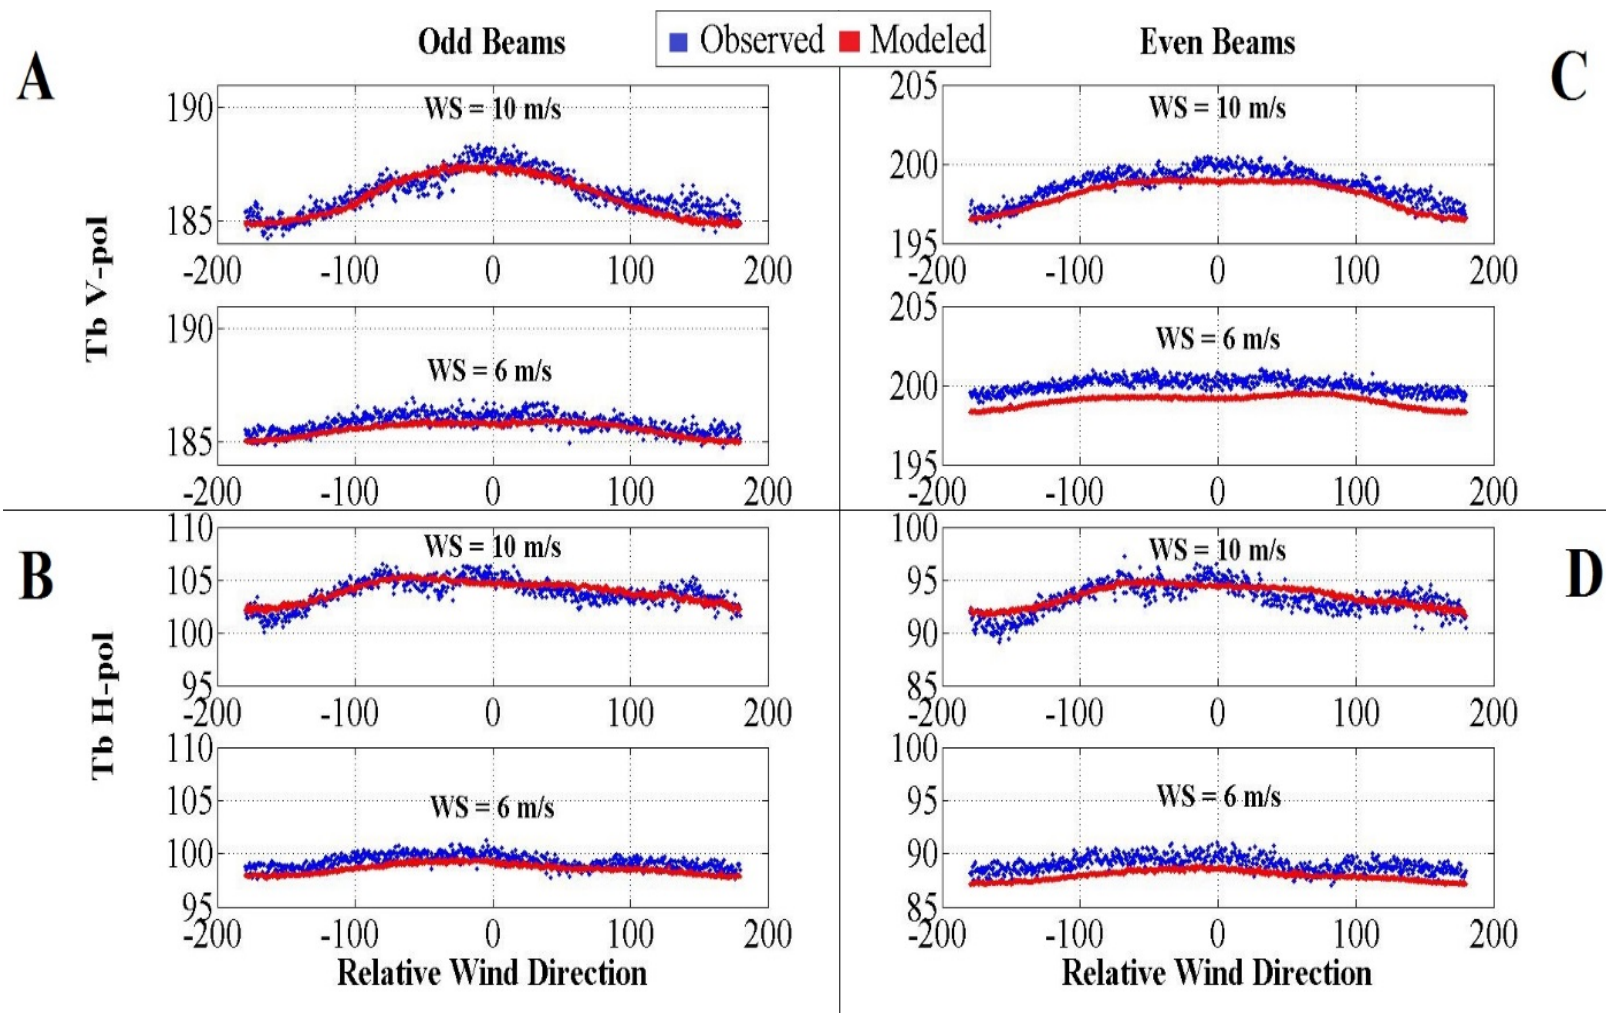 Odd Beams
Observed Modeled
Even Beams
A
190
WS = 10 m/s
185
-200 -100 0 100 200
190
WS = 6 m/s
185
-200 -100 0 100 200
Tb V-pol
C
205
WS = 10 m/s
200
195
-200 -100 0 100 200
205
WS = 6 m/s
200
195
-200 -100 0 100 200
B
110
WS = 10 m/s
105
100
95
-200 -100 0 100 200
110
105
WS = 6 m/s
100
95
-200 -100 0 100 200
Relative Wind Direction
Tb H-pol
D
100
WS = 10 m/s
95
90
85
-200 -100 0 100 200
100
95
WS = 6 m/s
90
85
-200 -100 0 100 200
Relative Wind Direction